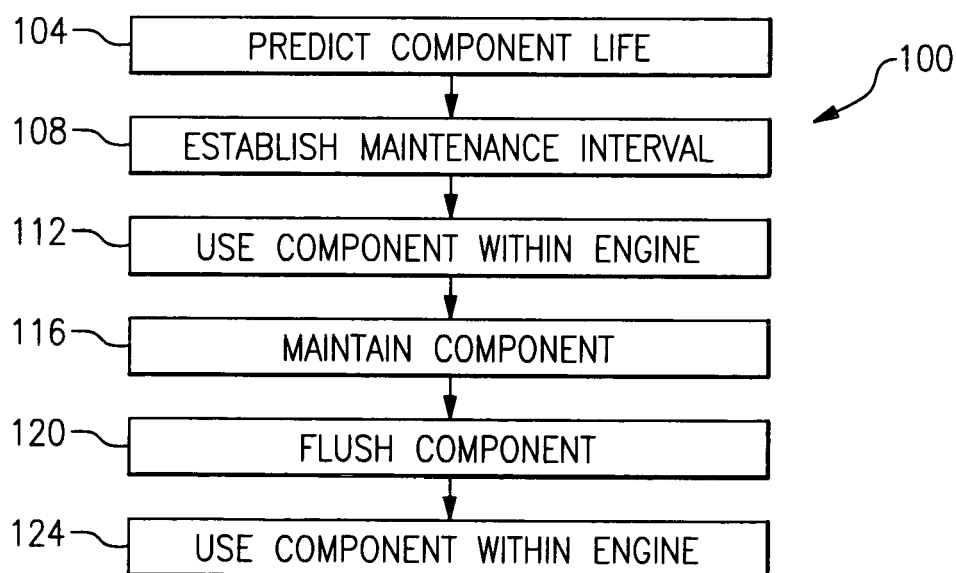 104 PREDICT COMPONENT LIFE
100
108 ESTABLISH MAINTENANCE INTERVAL
112 USE COMPONENT WITHIN ENGINE
116 MAINTAIN COMPONENT
120 FLUSH COMPONENT
124 USE COMPONENT WITHIN ENGINE